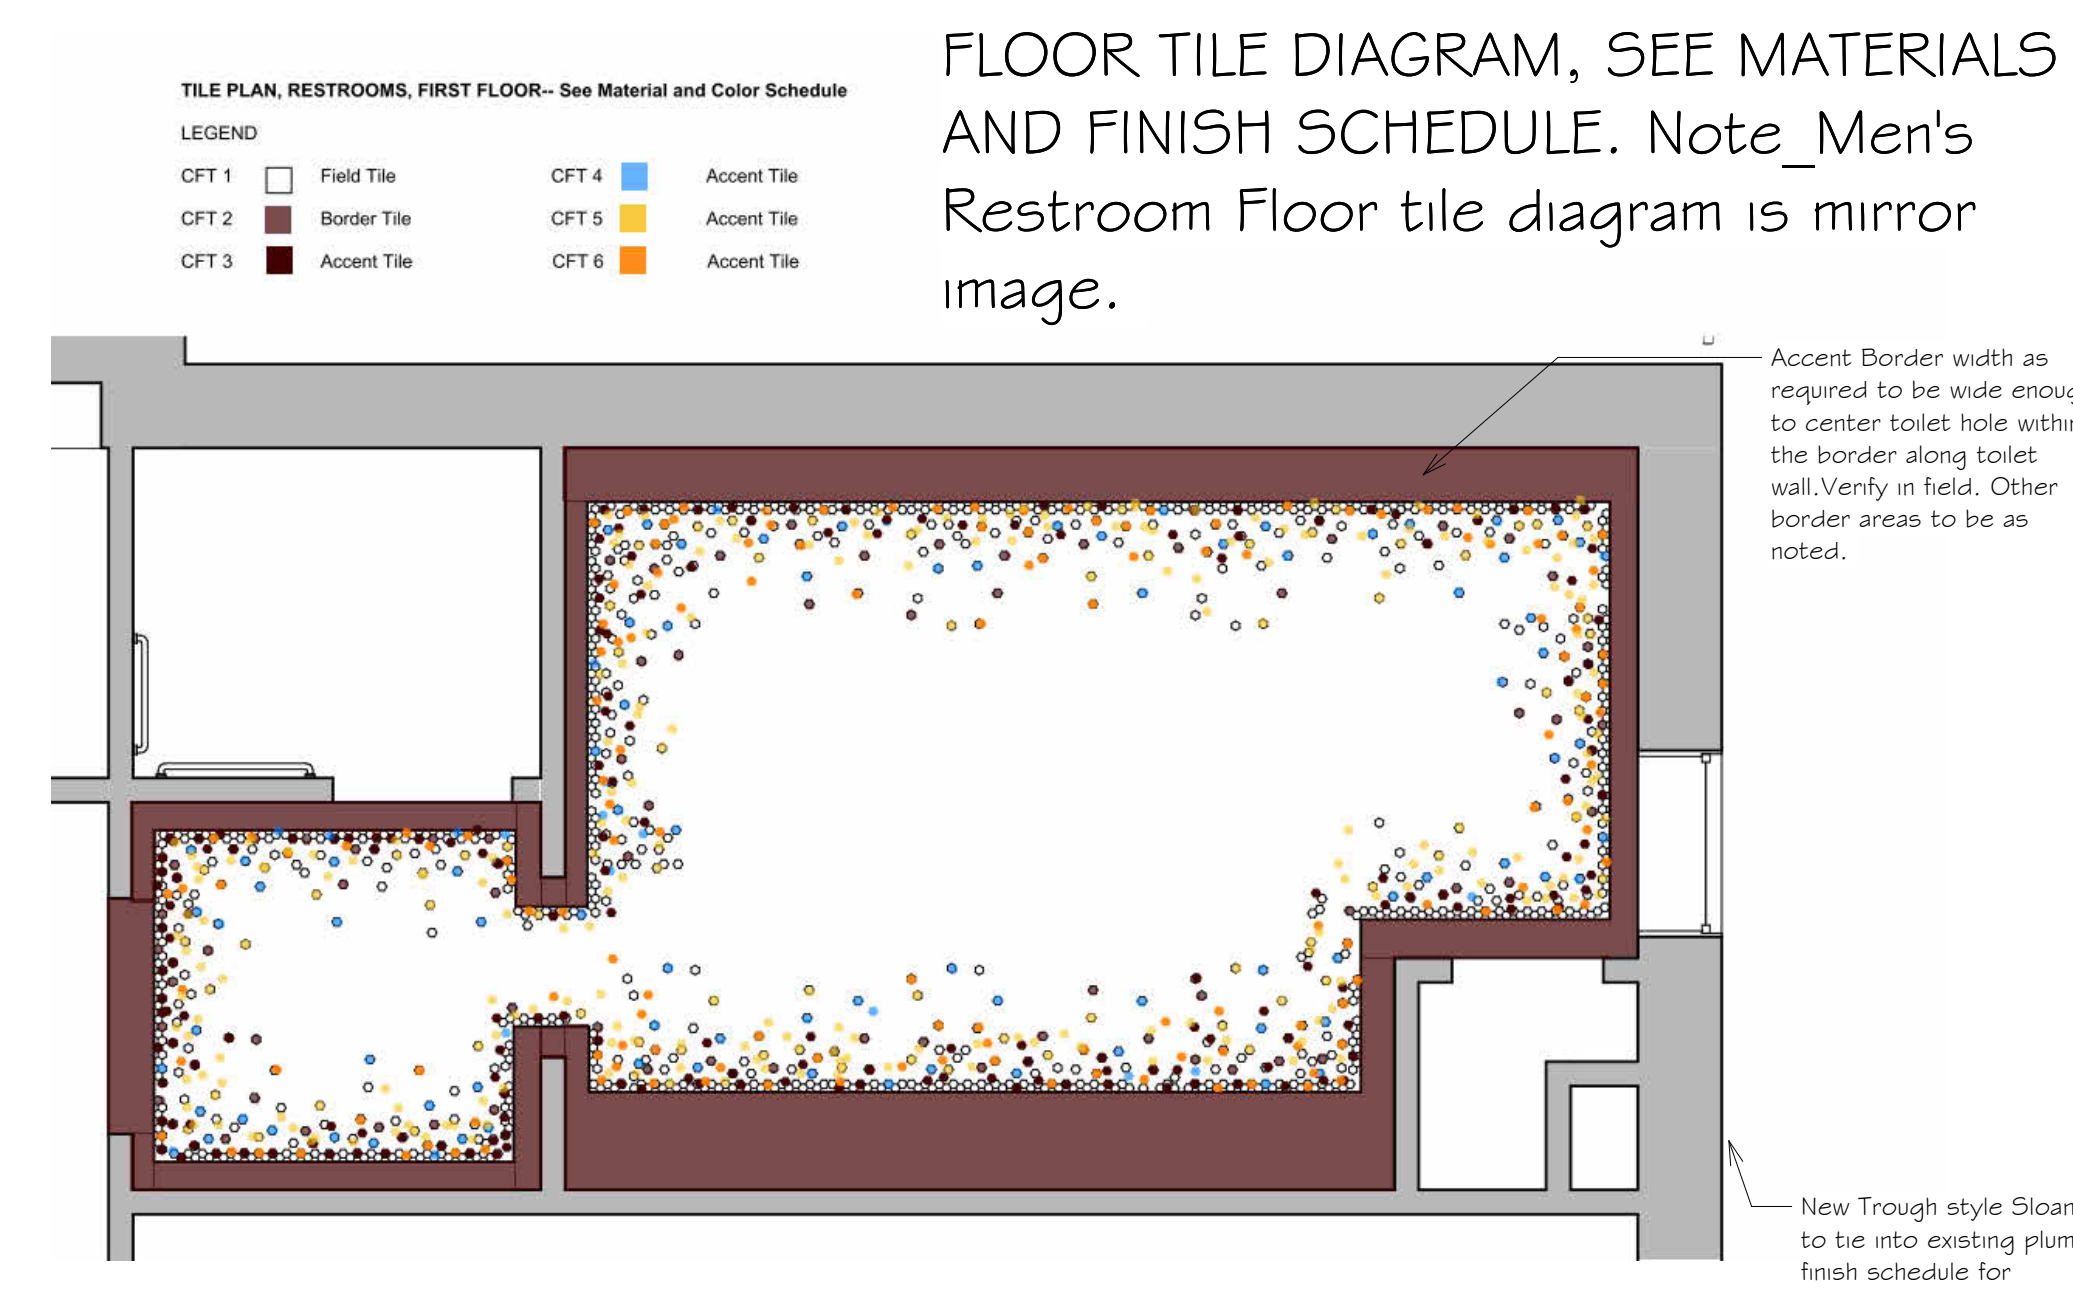 FLOOR TILE DIAGRAM, SEE MATERIALS
AND FINISH SCHEDULE. Note_Men's
Restroom Floor tile diagram is mirror
image.
TILE PLAN, RESTROOMS, FIRST FLOOR-- See Material and Color Schedule
LEGEND
CFT 1 Field Tile CFT 4 Accent Tile
CFT 2 Border Tile CFT 5 Accent Tile
CFT 3 Accent Tile CFT 6 Accent Tile
Accent Border width as
required to be wide
to center toilet hole
the border along toilet
wall.Verify in field. Other
border areas to be as
noted.
New Trough style Sloan
to tie into existing
finish schedule for